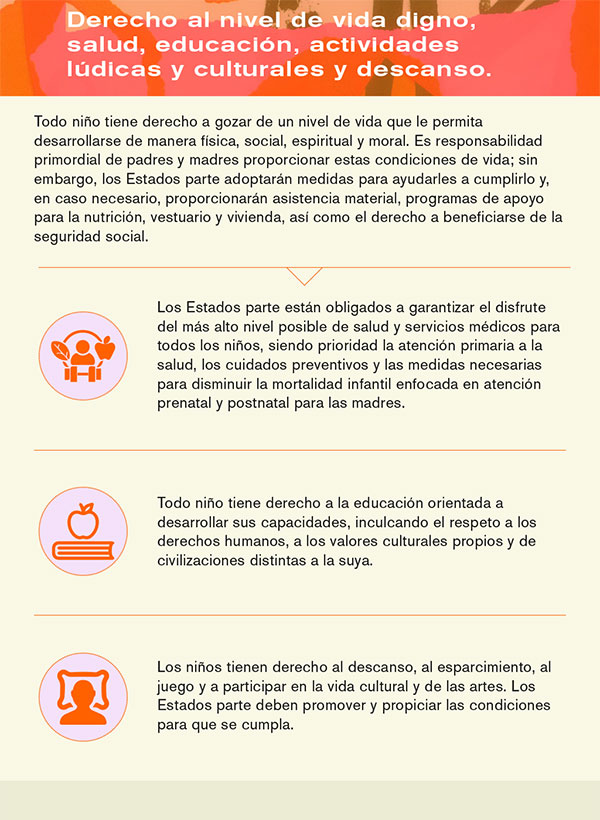 Derecho al nivel de vida digno,
salud, educación, actividades
lúdicas y culturales y descanso.
Todo niño tiene derecho a gozar de un nivel de vida que le permita
desarrollarse de manera física, social, espiritual y moral. Es responsabilidad
primordial de padres y madres proporcionar estas condiciones de vida; sin
embargo, los Estados parte adoptarán medidas para ayudarles a cumplirlo y,
en caso necesario, proporcionarán asistencia material, programas de apoyo
para la nutrición, vestuario y vivienda, así como el derecho a beneficiarse de la
seguridad social.
Los Estados parte están obligados a garantizar el disfrute
del más alto nivel posible de salud y servicios médicos para
todos los niños, siendo prioridad la atención primaria a la
salud, los cuidados preventivos y las medidas necesarias
para disminuir la mortalidad infantil enfocada en atención
prenatal y postnatal para las madres.
Todo niño tiene derecho a la educación orientada a
desarrollar sus capacidades, inculcando el respeto a los
derechos humanos, a los valores culturales propios y de
civilizaciones distintas a la suya.
Los niños tienen derecho al descanso, al esparcimiento, al
juego y a participar en la vida cultural y de las artes. Los
Estados parte deben promover y propiciar las condiciones
para que se cumpla.